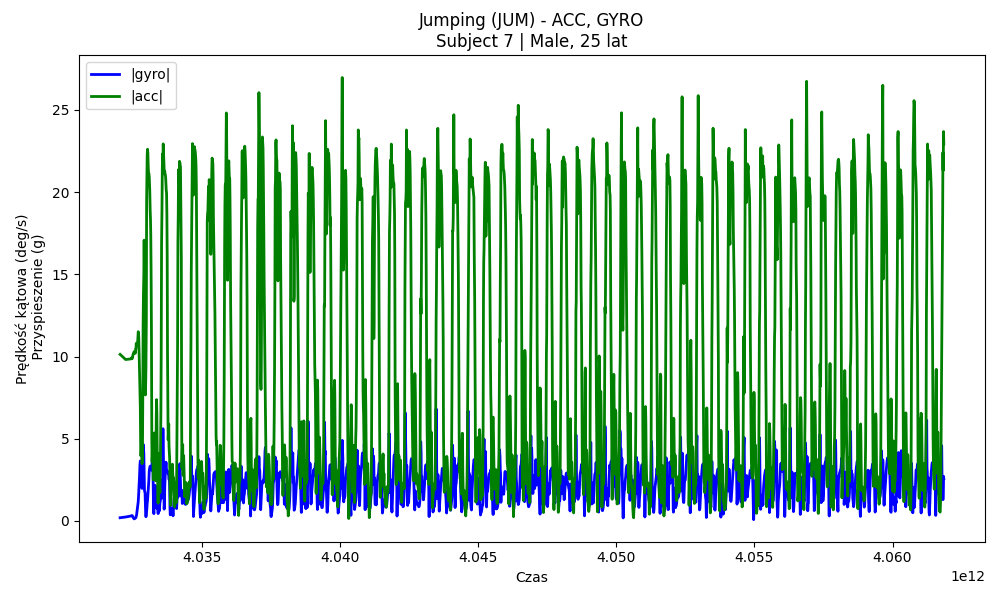 Jumping (JUM) - ACC, GYRO
Subject 7 | Male, 25 lat
|gyro|
|acc|
Prędkość kątowa (deg/s)
Przyspieszenie (g)
25
20
15
10
5
0
4.035
4.040
4.045
4.050
4.055
4.060
1e12
Czas